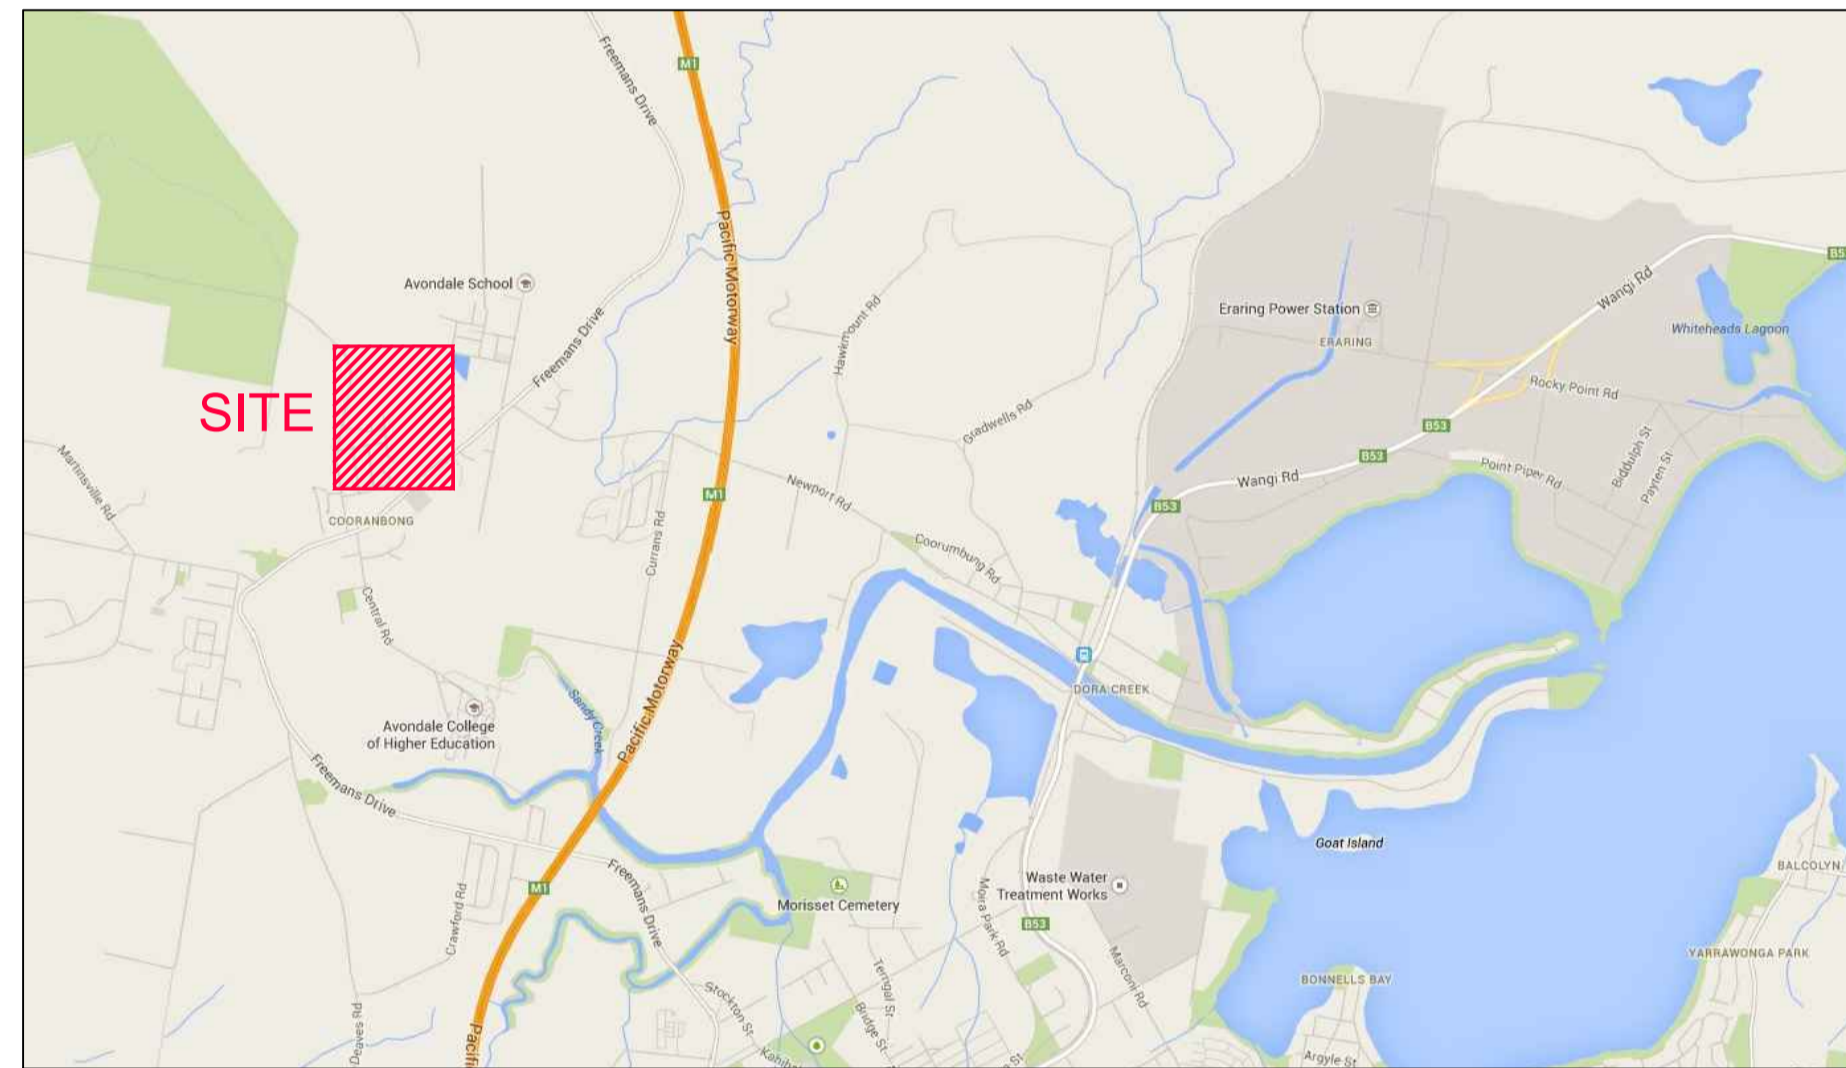 Freemans Drive
M1
Pacific Motorway
Avondale School
Freemans Drive
Hawkmount Rd
Eraring Power Station
ERARING
Wangi Rd
Whiteheads Lagoon
Rocky Point Rd
SITE
Gradwells Rd
B53
Biddulph St
Payten St
Martinsville Rd
B53
Point Piper Rd
Wangi Rd
M1
Newport Rd
B53
COORANBONG
Currans Rd
Coorumbung Rd
Central Rd
DORA CREEK
Sandy Creek
Pacific Motorway
Avondale College
of Higher Education
Freemans Drive
Goat Island
BALCOLYN
Freemans Drive
M1
Crawford Rd
Morisset Cemetery
Waste Water
Treatment Works
Moira Park Rd
B53
Marconi Rd
YARRAWONGA PARK
BONNELLS BAY
Terrigal St
Bridge St
Stockton St
Deaves Rd
Pacifi
Argyle St